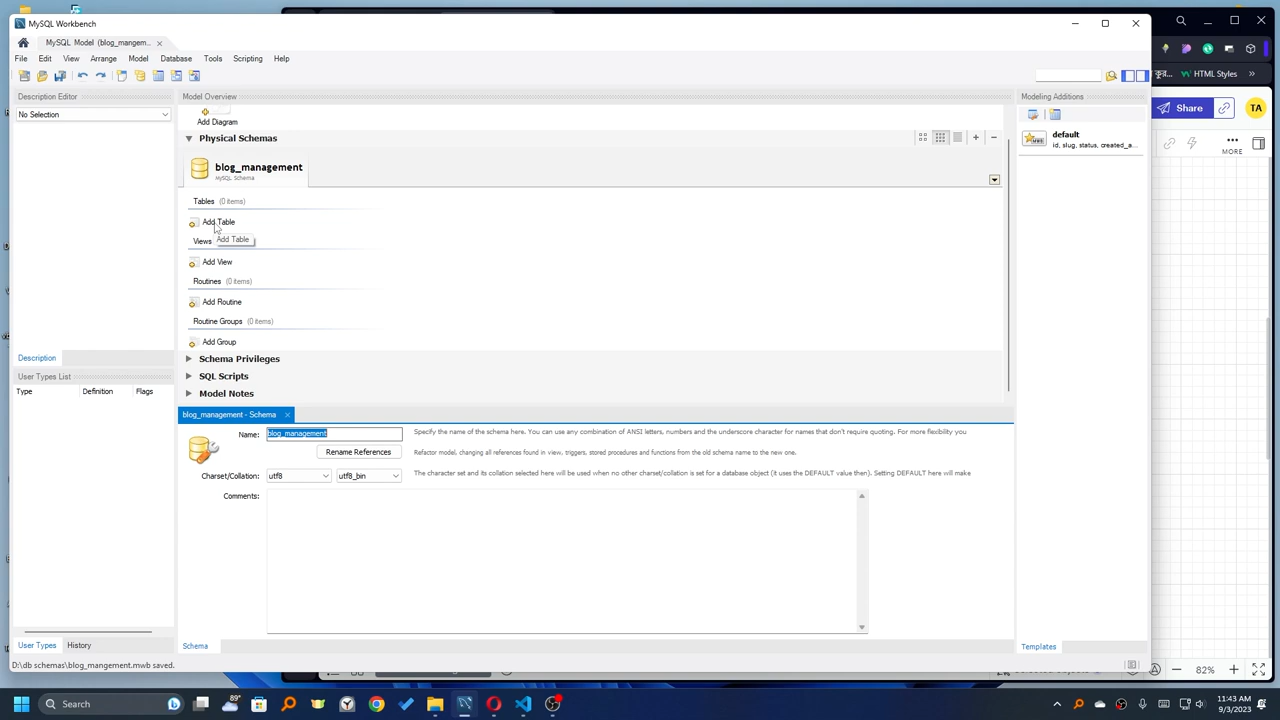 MySQL Workbench
MySQL Model (blog_mangem...
File Edit View Arrange Model Database Tools Scripting Help
HTML Styles
Share
TA
MORE
Description Editor
No Selection
Model Overview
Add Diagram
Physical Schemas
blog_management
MySQL Schema
Tables (0 items)
Add Table
Add Table
Views
Add View
Routines (0 items)
Add Routine
Routine Groups (0 items)
Add Group
Schema Privileges
SQL Scripts
Model Notes
Modeling Additions
default
id, slug, status, created_a...
Description
User Types List
Type Definition Flags
blog_management - Schema
Name: blog_management
Specify the name of the schema here. You can use any combination of ANSI letters, numbers and the underscore character for names that don't require quoting. For more flexibility you
Rename References
Refactor model, changing all references found in view, triggers, stored procedures and functions from the old schema name to the new one.
Charset/Collation: utf8 utf8_bin
The character set and its collation selected here will be used when no other charset/collation is set for a database object (it uses the DEFAULT value then). Setting DEFAULT here will make
Comments:
User Types History
Schema
Templates
D:\db schemas\blog_mangement.mwb saved.
82%
Search
89°
11:43 AM
9/3/2023